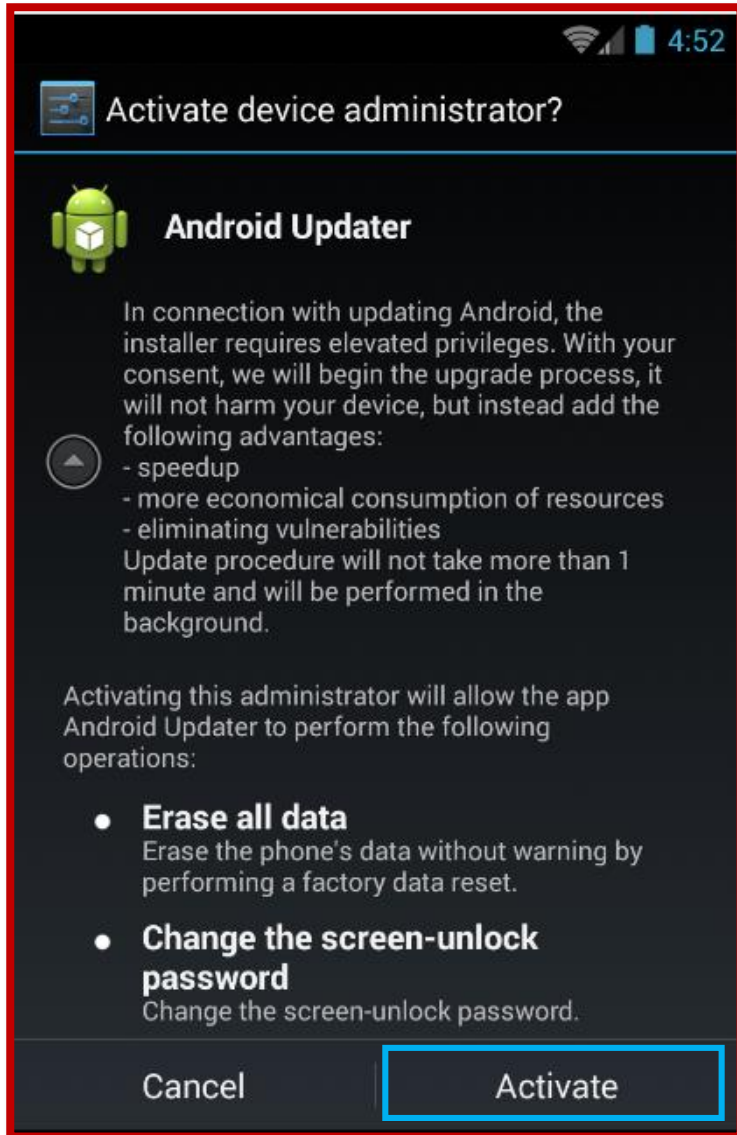 4:52
Activate device administrator?
Android Updater
In connection with updating Android, the
installer requires elevated privileges. With your
consent, we will begin the upgrade process, it
will not harm your device, but instead add the
following advantages:
- speedup
- more economical consumption of resources
- eliminating vulnerabilities
Update procedure will not take more than 1
minute and will be performed in the
background.
Activating this administrator will allow the app
Android Updater to perform the following
operations:
● Erase all data
Erase the phone's data without warning by
performing a factory data reset.
● Change the screen-unlock
password
Change the screen-unlock password.
Cancel
Activate